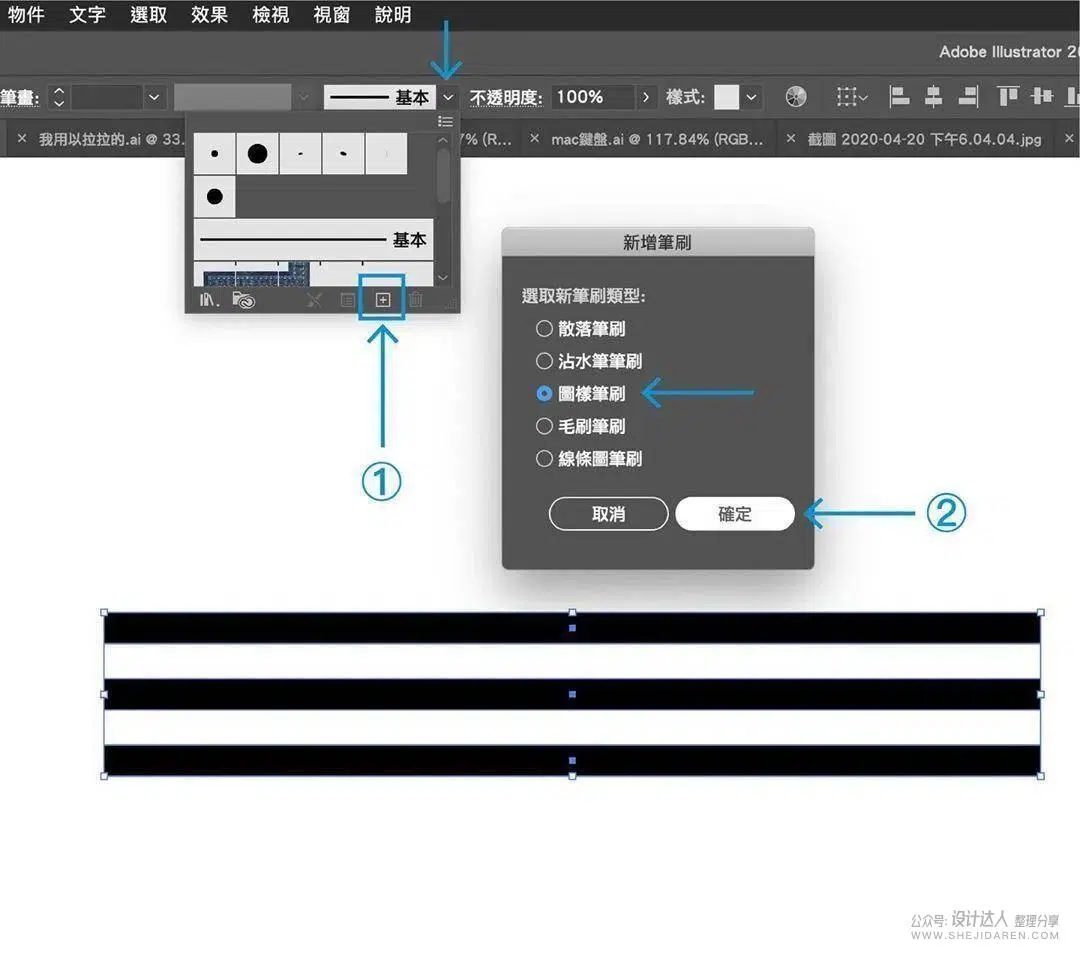 物件 文字 選取 效果 檢視 視窗 說明
Adobe Illustrator 20
筆畫: 基本 不透明度: 100% 樣式:
× 我用以拉拉的.ai @ 33. 7% (R... × mac鍵盤.ai @ 117.84% (RGB... × 截圖 2020-04-20 下午6.04.04.jpg ×
基本
新增筆刷
選取新筆刷類型:
散落筆刷
沾水筆筆刷
圖樣筆刷
毛刷筆刷
線條圖筆刷
取消 確定
①
②
公众号: 设计达人 整理分享
WWW.SHEJIDAREN.COM